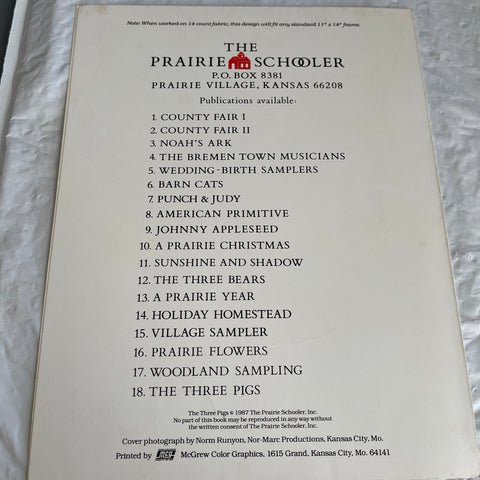 Note: When worked on 14 count fabric, this design will fit any standard 11" x 14" frame.
THE
PRAIRIE SCHOOLER
P.O. BOX 8381
PRAIRIE VILLAGE, KANSAS 66208
Publications available:
1. COUNTY FAIR I
2. COUNTY FAIR II
3. NOAH'S ARK
4. THE BREMEN TOWN MUSICIANS
5. WEDDING-BIRTH SAMPLERS
6. BARN CATS
7. PUNCH & JUDY
8. AMERICAN PRIMITIVE
9. JOHNNY APPLESEED
10. A PRAIRIE CHRISTMAS
11. SUNSHINE AND SHADOW
12. THE THREE BEARS
13. A PRAIRIE YEAR
14. HOLIDAY HOMESTEAD
15. VILLAGE SAMPLER
16. PRAIRIE FLOWERS
17. WOODLAND SAMPLING
18. THE THREE PIGS
The Three Pigs © 1987 The Prairie Schooler, Inc.
No part of this book may be reproduced in any way without
the written consent of The Prairie Schooler, Inc.
Cover photograph by Norm Runyon, Nor-Marc Productions, Kansas City, Mo.
Printed by McGrew Color Graphics, 1615 Grand, Kansas City, Mo. 64141